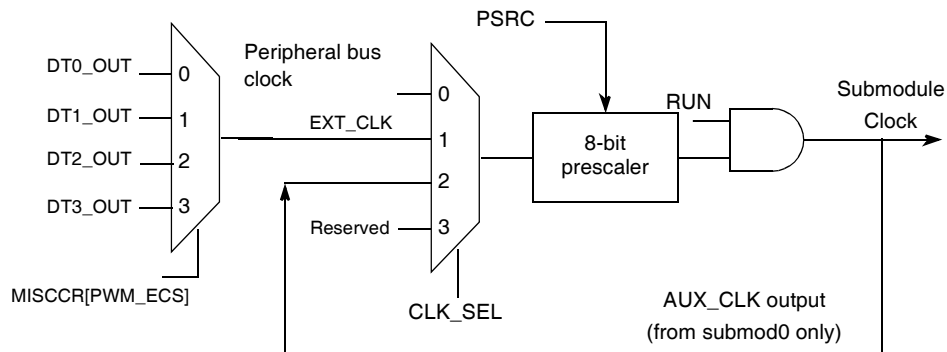 PSRC
DT0_OUT
0
Peripheral bus
clock
0
RUN
Submodule
Clock
DT1_OUT
1
EXT_CLK
1
8-bit
prescaler
DT2_OUT
2
2
DT3_OUT
3
Reserved
3
MISCCR[PWM_ECS]
CLK_SEL
AUX_CLK output
(from submod0 only)